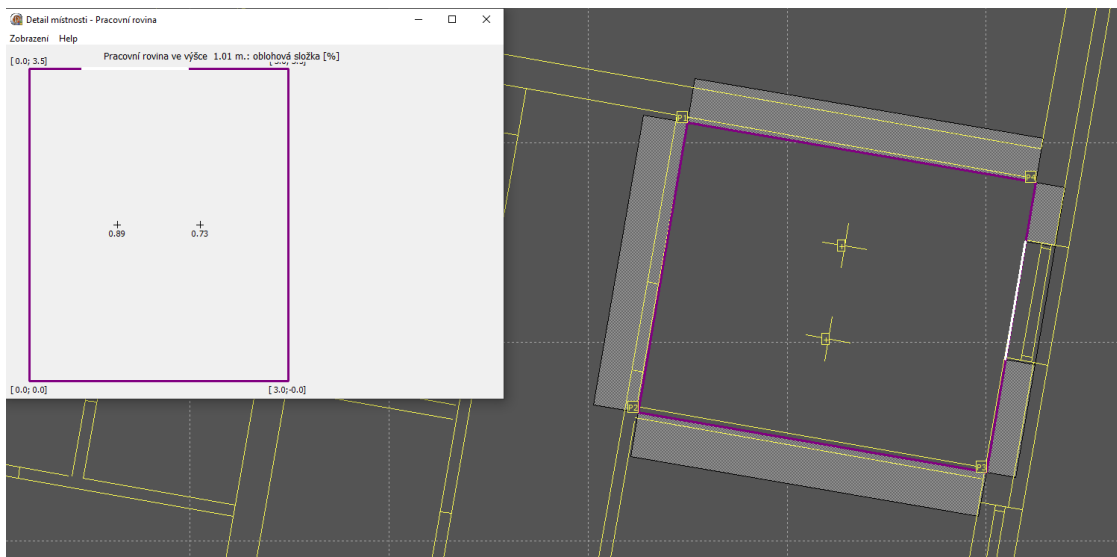 Detail místnosti - Pracovní rovina
Zobrazení Help
Pracovní rovina ve výšce 1.01 m.: oblohová složka [%]
[ 0.0; 3.5]
0.89 0.73
[ 0.0; 0.0] [ 3.0;-0.0]
P1
P4
P2
P3